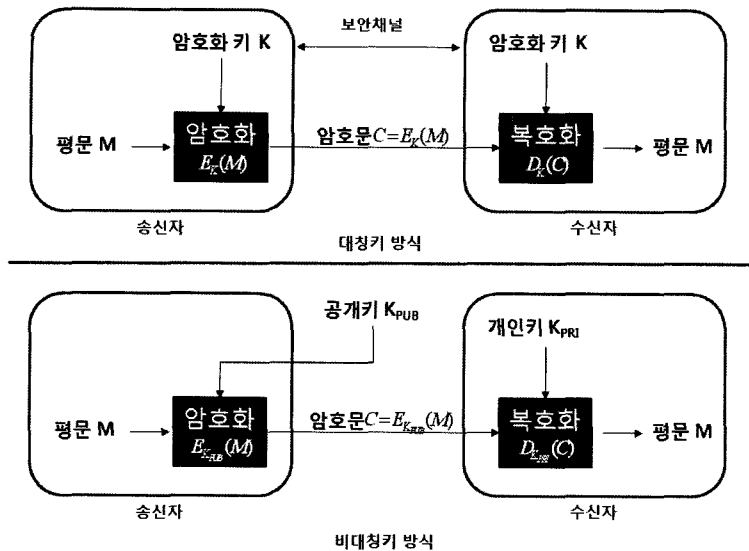 보안채널
암호화 키 K
암호화 키 K
평문 M
암호화
E_K(M)
암호문C=E_K(M)
복호화
D_K(C)
평문 M
송신자
수신자
대칭키 방식
공개키 K_PUB
개인키 K_PRI
평문 M
암호화
E_{K_PUB}(M)
암호문C=E_{K_PUB}(M)
복호화
D_{K_PRI}(C)
평문 M
송신자
수신자
비대칭키 방식